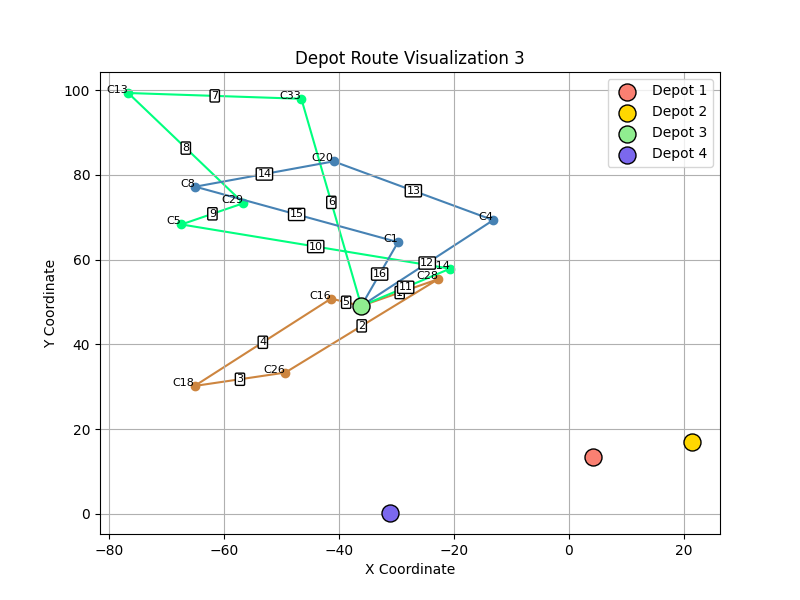 Depot Route Visualization 3
Depot 1
Depot 2
Depot 3
Depot 4
C13
7
C33
8
C20
14
13
C8
C29
6
C5
9
15
C4
10
C1
12
14
16
C28
11
C16
5
2
4
C26
C18
3
100
80
60
40
20
0
−80
−60
−40
−20
0
20
X Coordinate
Y Coordinate